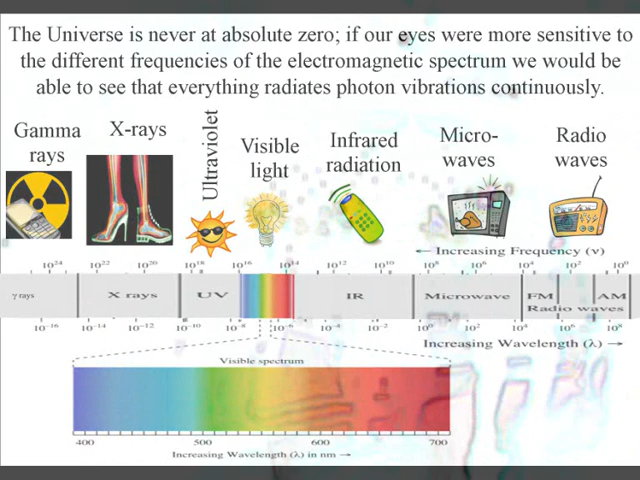 The Universe is never at absolute zero; if our eyes were more sensitive to
the different frequencies of the electromagnetic spectrum we would be
able to see that everything radiates photon vibrations continuously.
Gamma rays
X-rays
Ultraviolet
Visible light
Infrared radiation
Micro-waves
Radio waves
← Increasing Frequency (ν)
10²⁴ 10²² 10²⁰ 10¹⁸ 10¹⁶ 10¹⁴ 10¹² 10¹⁰ 10⁸ 10⁶ 10⁴ 10² 10⁰
γ rays X rays UV IR Microwave FM AM
Radio waves
10⁻¹⁶ 10⁻¹⁴ 10⁻¹² 10⁻¹⁰ 10⁻⁸ 10⁻⁶ 10⁻⁴ 10⁻² 10⁰ 10² 10⁴ 10⁶ 10⁸
Increasing Wavelength (λ) →
Visible spectrum
400 500 600 700
Increasing Wavelength (λ) in nm →